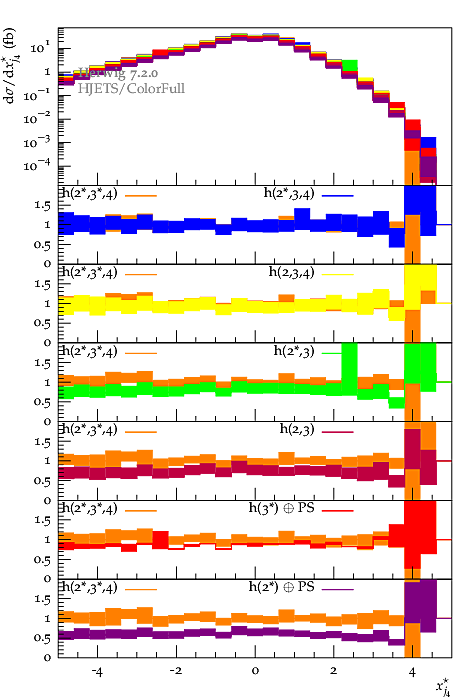 dσ/dx*_j4 (fb)
10^1
1
10^−1
10^−2
10^−3
10^−4
Herwig 7.2.0
HJETS/ColorFull
h(2*,3*,4) h(2*,3,4)
1.5
1
0.5
0
h(2*,3*,4) h(2,3,4)
1.5
1
0.5
0
h(2*,3*,4) h(2*,3)
1.5
1
0.5
0
h(2*,3*,4) h(2,3)
1.5
1
0.5
0
h(2*,3*,4) h(3*) ⊕ PS
1.5
1
0.5
0
h(2*,3*,4) h(2*) ⊕ PS
1.5
1
0.5
0
-4 -2 0 2 4
x*_j4